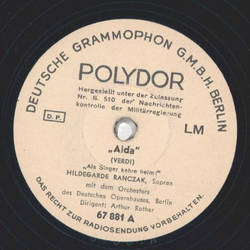 DEUTSCHE GRAMMOPHON G.M.B.H. BERLIN
POLYDOR
Hergestellt unter der Zulassung
Nr. B. 510 der Nachrichten-
kontrolle der Militärregierung
D.P.
LM
„Aida"
(VERDI)
„Als Sieger kehre heim!"
HILDEGARDE RANCZAK, Sopran
mit dem Orchester
des Deutschen Opernhauses, Berlin
Dirigent: Arthur Rother
67 881 A
DAS RECHT ZUR RADIOSENDUNG VORBEHALTEN.